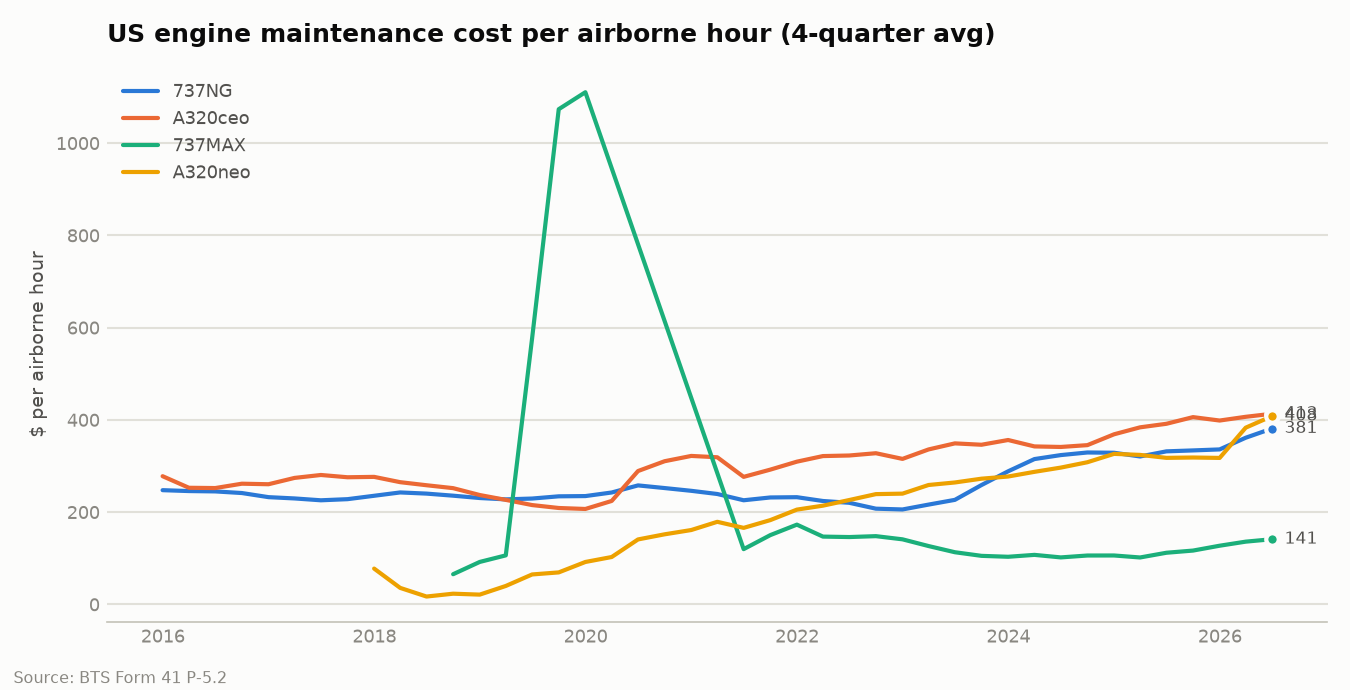 US engine maintenance cost per airborne hour (4-quarter avg)
737NG
A320ceo
737MAX
A320neo
$ per airborne hour
1000
800
600
400
200
0
381
141
2016 2018 2020 2022 2024 2026
Source: BTS Form 41 P-5.2